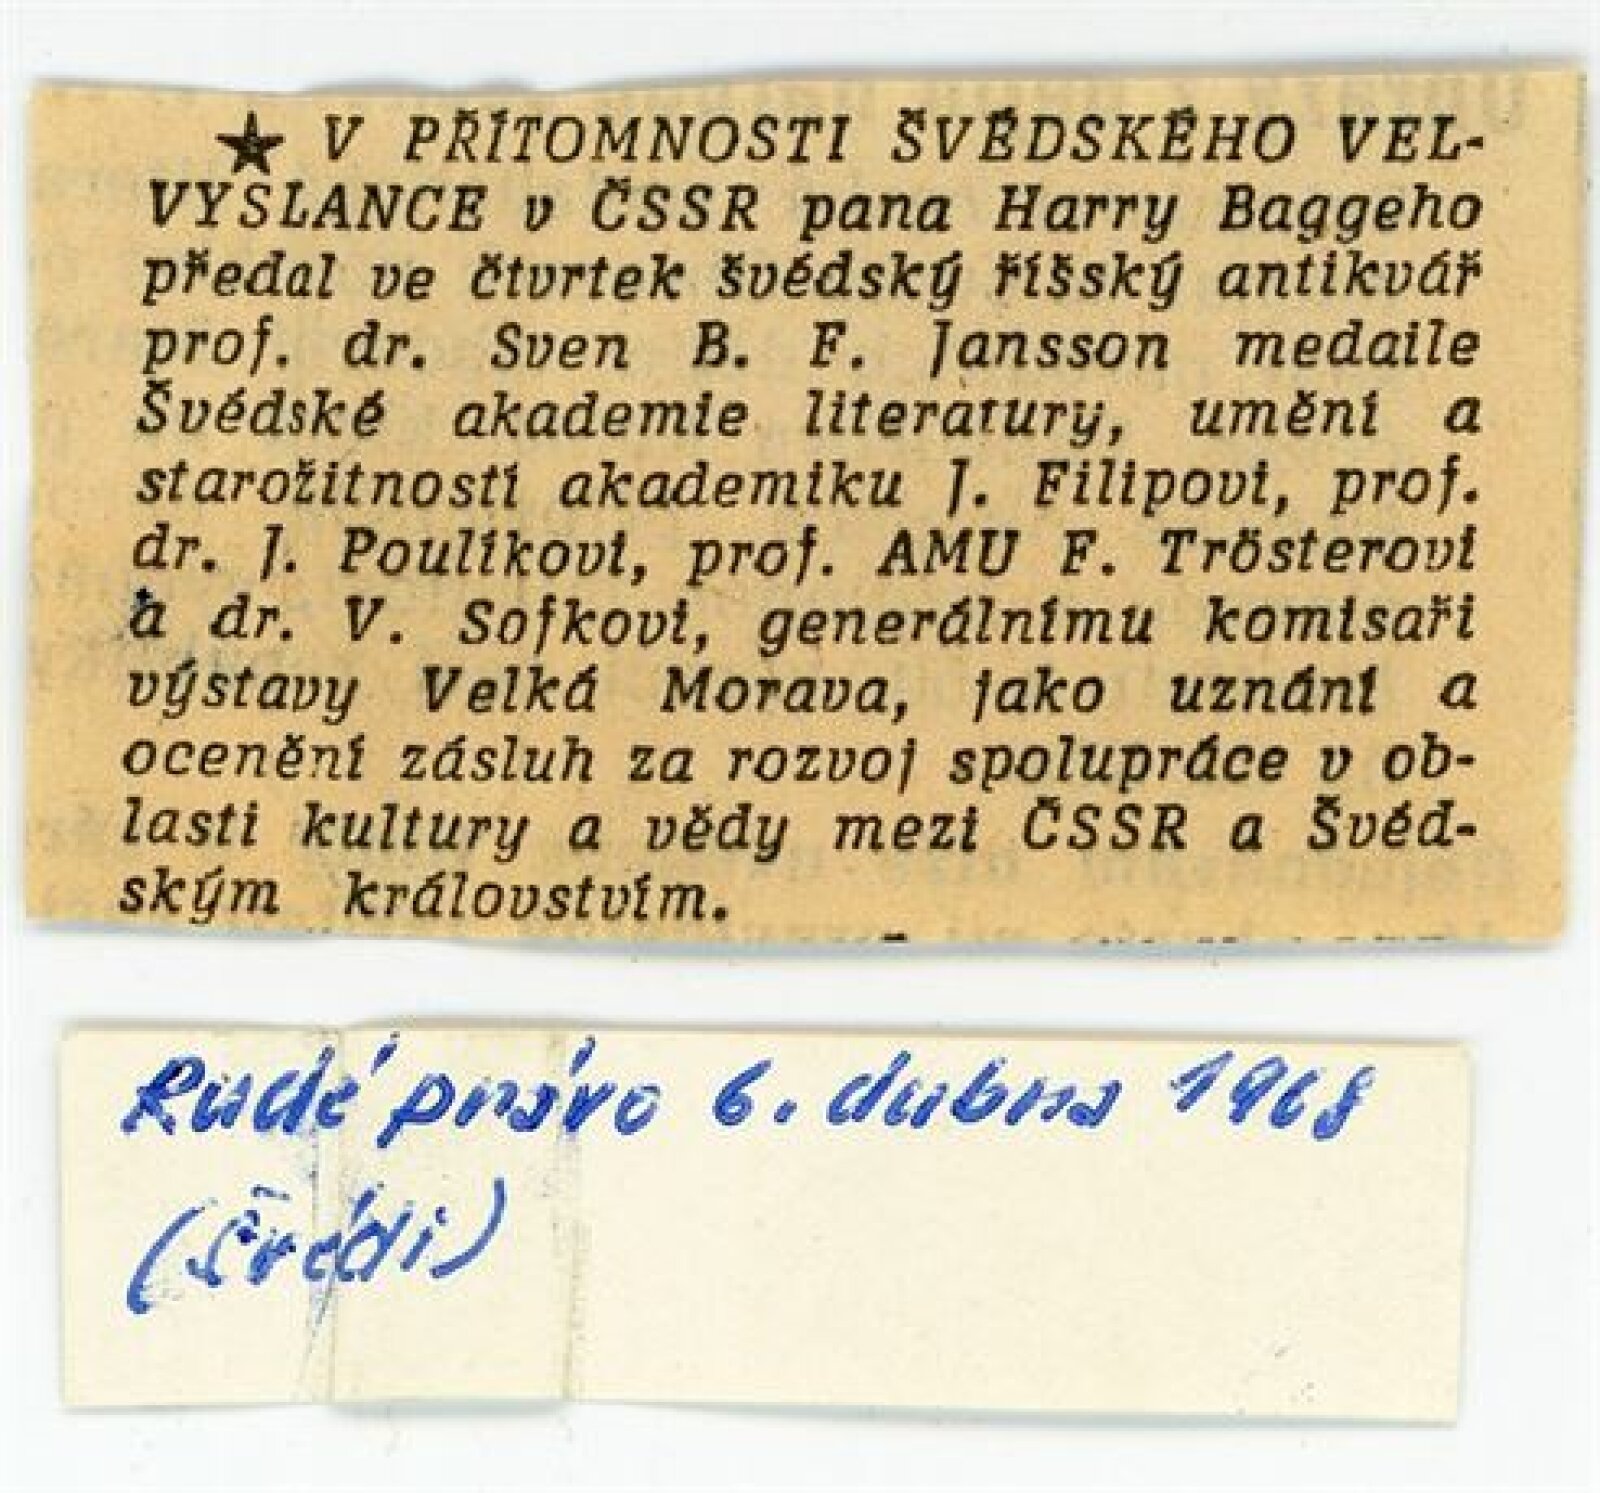 ★ V PŘÍTOMNOSTI ŠVÉDSKÉHO VEL-
VYSLANCE v ČSSR pana Harry Baggeho
předal ve čtvrtek švédský říšský antikvář
prof. dr. Sven B. F. Jansson medaile
Švédské akademie literatury, umění a
starožitností akademiku J. Filipovi, prof.
dr. J. Poulíkovi, prof. AMU F. Trösterovi
a dr. V. Sofkovi, generálnímu komisaři
výstavy Velká Morava, jako uznání a
ocenění zásluh za rozvoj spolupráce v ob-
lasti kultury a vědy mezi ČSSR a Švéd-
ským královstvím.
Rudé právo 6. dubna 1968
(Švédi)